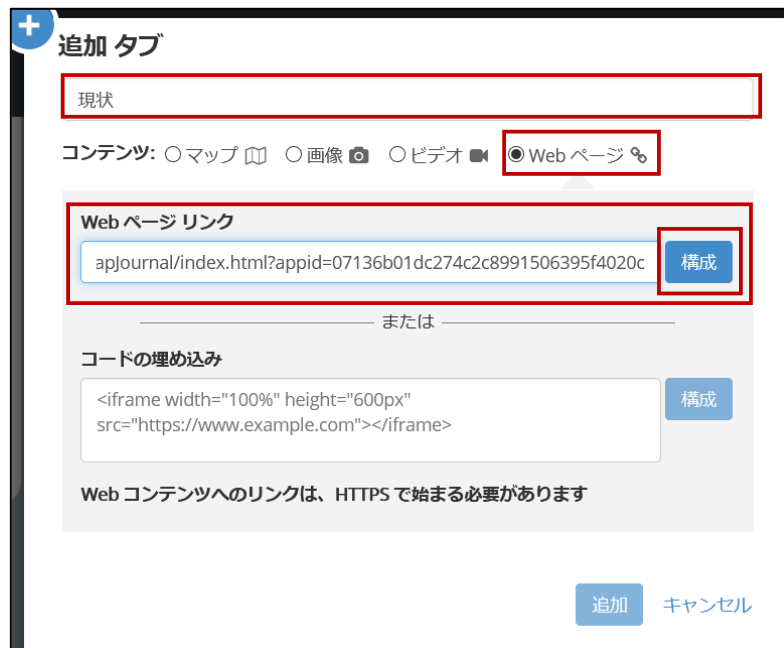 追加 タブ
現状
コンテンツ: マップ 画像 ビデオ Web ページ
Web ページ リンク
apJournal/index.html?appid=07136b01dc274c2c8991506395f4020c 構成
または
コードの埋め込み
<iframe width="100%" height="600px"
src="https://www.example.com"></iframe>
構成
Web コンテンツへのリンクは、HTTPS で始まる必要があります
追加 キャンセル